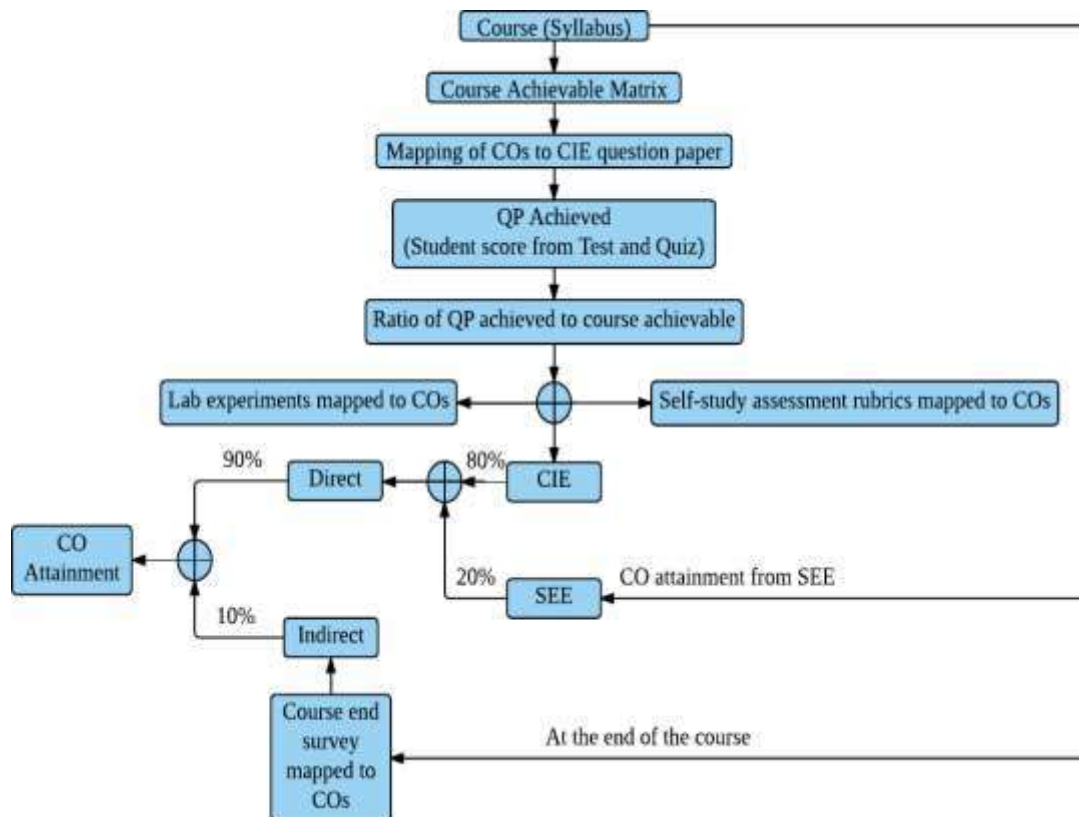 Course (Syllabus)
Course Achievable Matrix
Mapping of COs to CIE question paper
QP Achieved
(Student score from Test and Quiz)
Ratio of QP achieved to course achievable
Lab experiments mapped to COs
Self-study assessment rubrics mapped to COs
90%
Direct
80%
CIE
CO
Attainment
20%
SEE
CO attainment from SEE
10%
Indirect
Course end
survey
mapped to
COs
At the end of the course